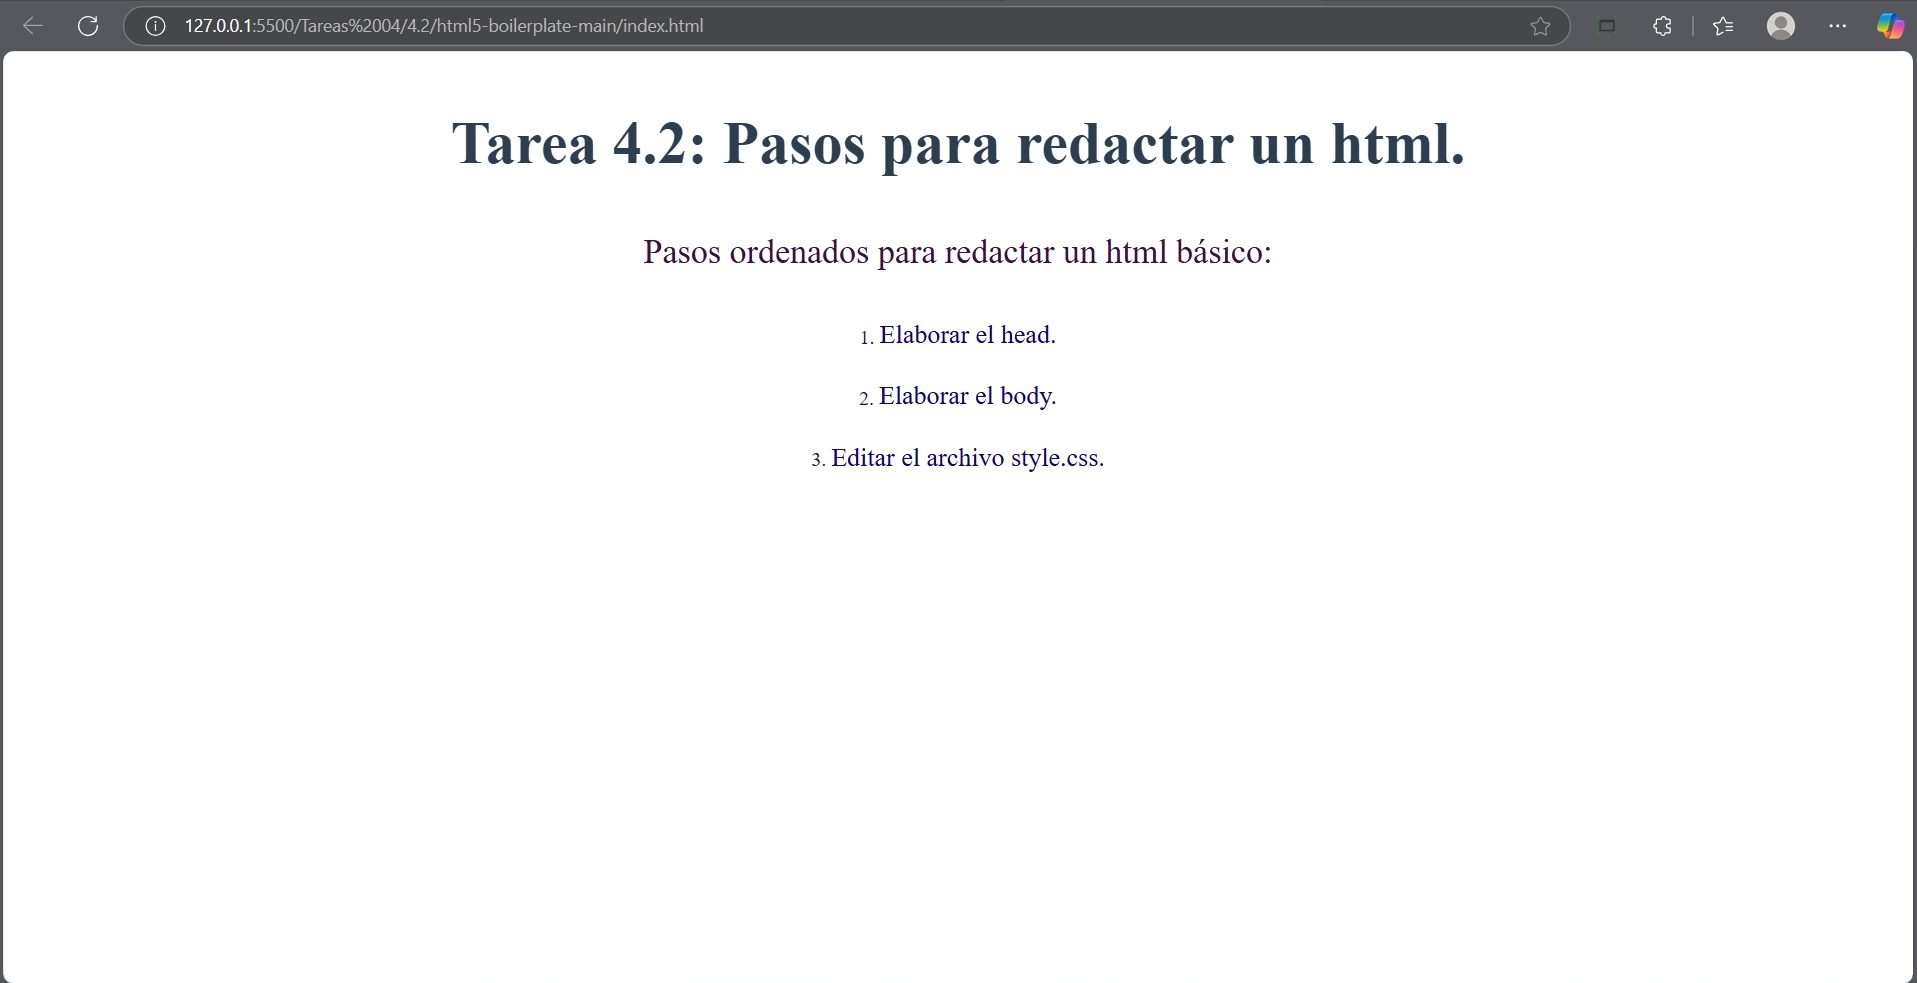 127.0.0.1:5500/Tareas%2004/4.2/html5-boilerplate-main/index.html
Tarea 4.2: Pasos para redactar un html.
Pasos ordenados para redactar un html básico:
1. Elaborar el head.
2. Elaborar el body.
3. Editar el archivo style.css.